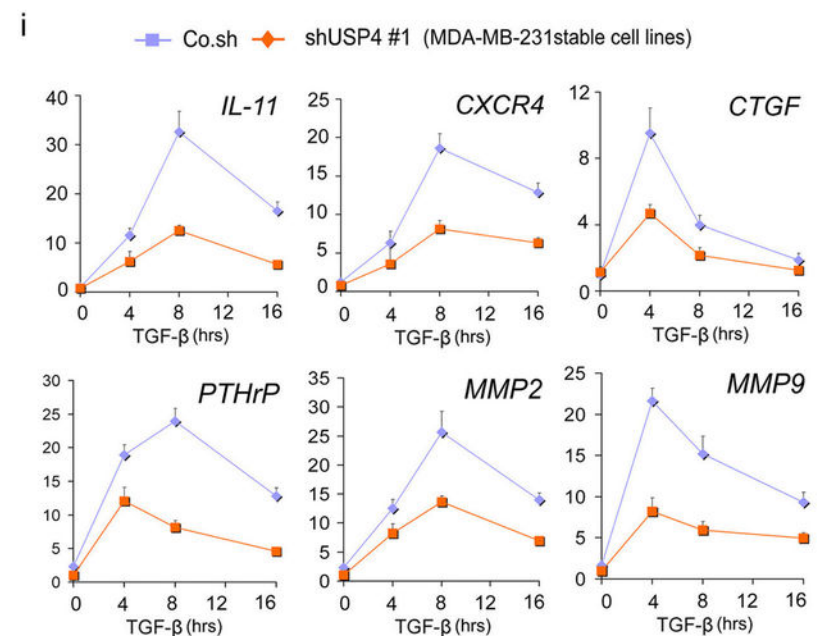 i
Co.sh shUSP4 #1 (MDA-MB-231stable cell lines)
IL-11
40
30
20
10
0
0 4 8 12 16
TGF-β (hrs)
CXCR4
25
20
15
10
5
0
0 4 8 12 16
TGF-β (hrs)
CTGF
12
8
4
0
0 4 8 12 16
TGF-β (hrs)
PTHrP
30
25
20
15
10
5
0
0 4 8 12 16
TGF-β (hrs)
MMP2
35
30
25
20
15
10
5
0
0 4 8 12 16
TGF-β (hrs)
MMP9
25
20
15
10
5
0
0 4 8 12 16
TGF-β (hrs)